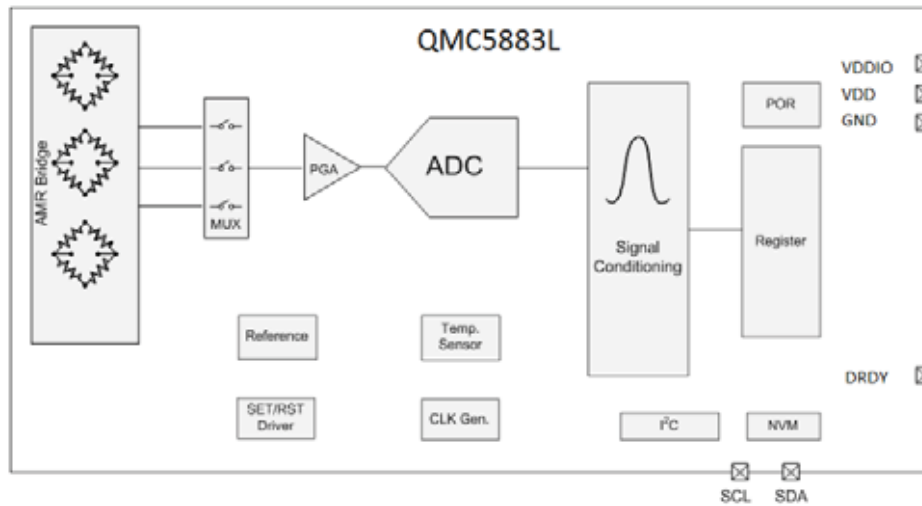 QMC5883L
VDDIO
VDD
GND
POR
AMR Bridge
MUX
PGA
ADC
Signal
Conditioning
Register
Reference
Temp.
Sensor
DRDY
SET/RST
Driver
CLK Gen.
I²C
NVM
SCL
SDA